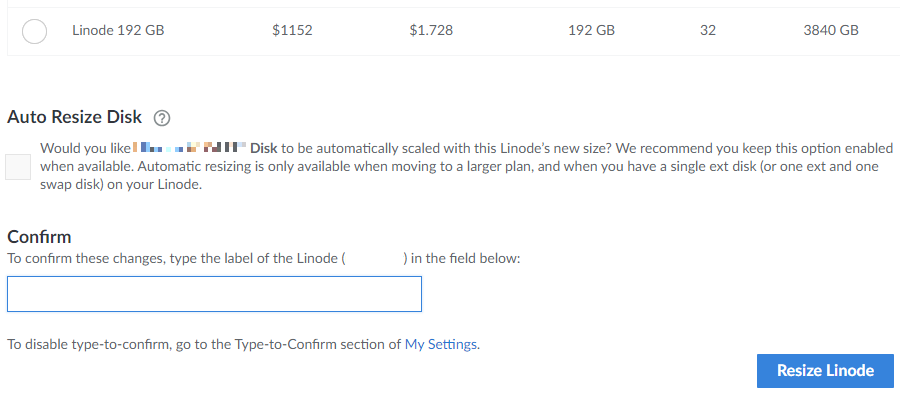 Linode 192 GB $1152 $1.728 192 GB 32 3840 GB
Auto Resize Disk ?
Would you like Disk to be automatically scaled with this Linode's new size? We recommend you keep this option enabled
when available. Automatic resizing is only available when moving to a larger plan, and when you have a single ext disk (or one ext and one
swap disk) on your Linode.
Confirm
To confirm these changes, type the label of the Linode ( ) in the field below:
To disable type-to-confirm, go to the Type-to-Confirm section of My Settings.
Resize Linode